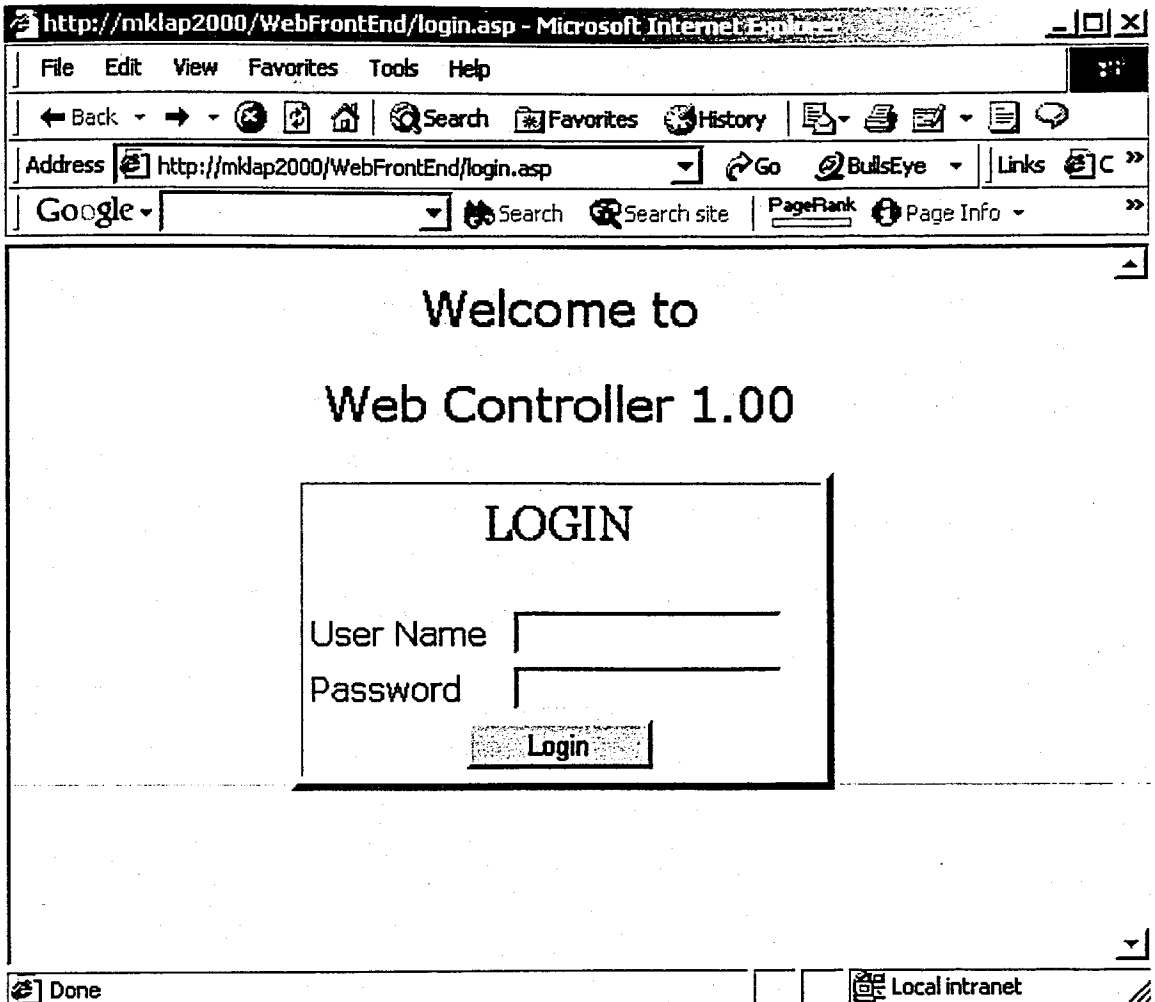 http://mklap2000/WebFrontEnd/login.asp - Microsoft Internet Explorer
File Edit View Favorites Tools Help
Back Search Favorites History
Address http://mklap2000/WebFrontEnd/login.asp Go BullsEye Links C »
Google Search Search site PageRank Page Info »
Welcome to
Web Controller 1.00
LOGIN
User Name
Password
Login
Done Local intranet